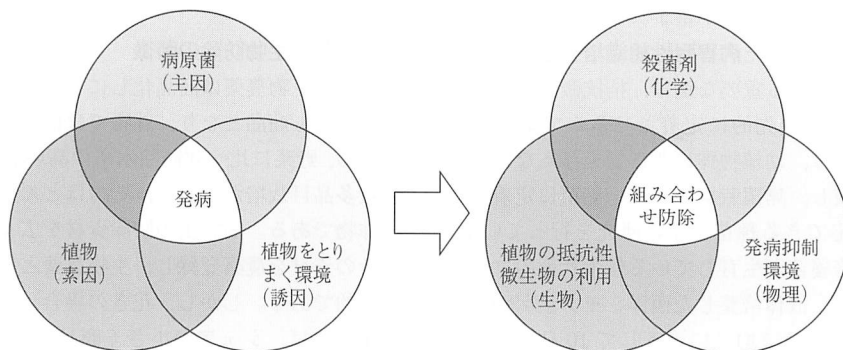 病原菌
(主因)
発病
植物
(素因)
植物をとり
まく環境
(誘因)
殺菌剤
(化学)
組み合わ
せ防除
植物の抵抗性
微生物の利用
(生物)
発病抑制
環境
(物理)